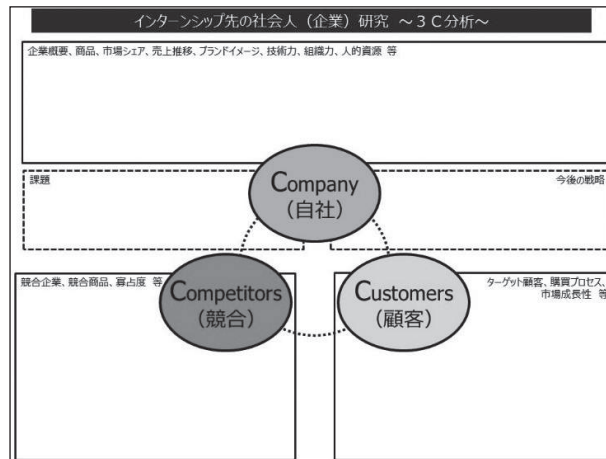 インターンシップ先の社会人（企業）研究 ～３Ｃ分析～
企業概要、商品、市場シェア、売上推移、ブランドイメージ、技術力、組織力、人的資源 等
課題
今後の戦略
Company
（自社）
競合企業、競合商品、寡占度 等
Competitors
（競合）
Customers
（顧客）
ターゲット顧客、購買プロセス、
市場成長性 等